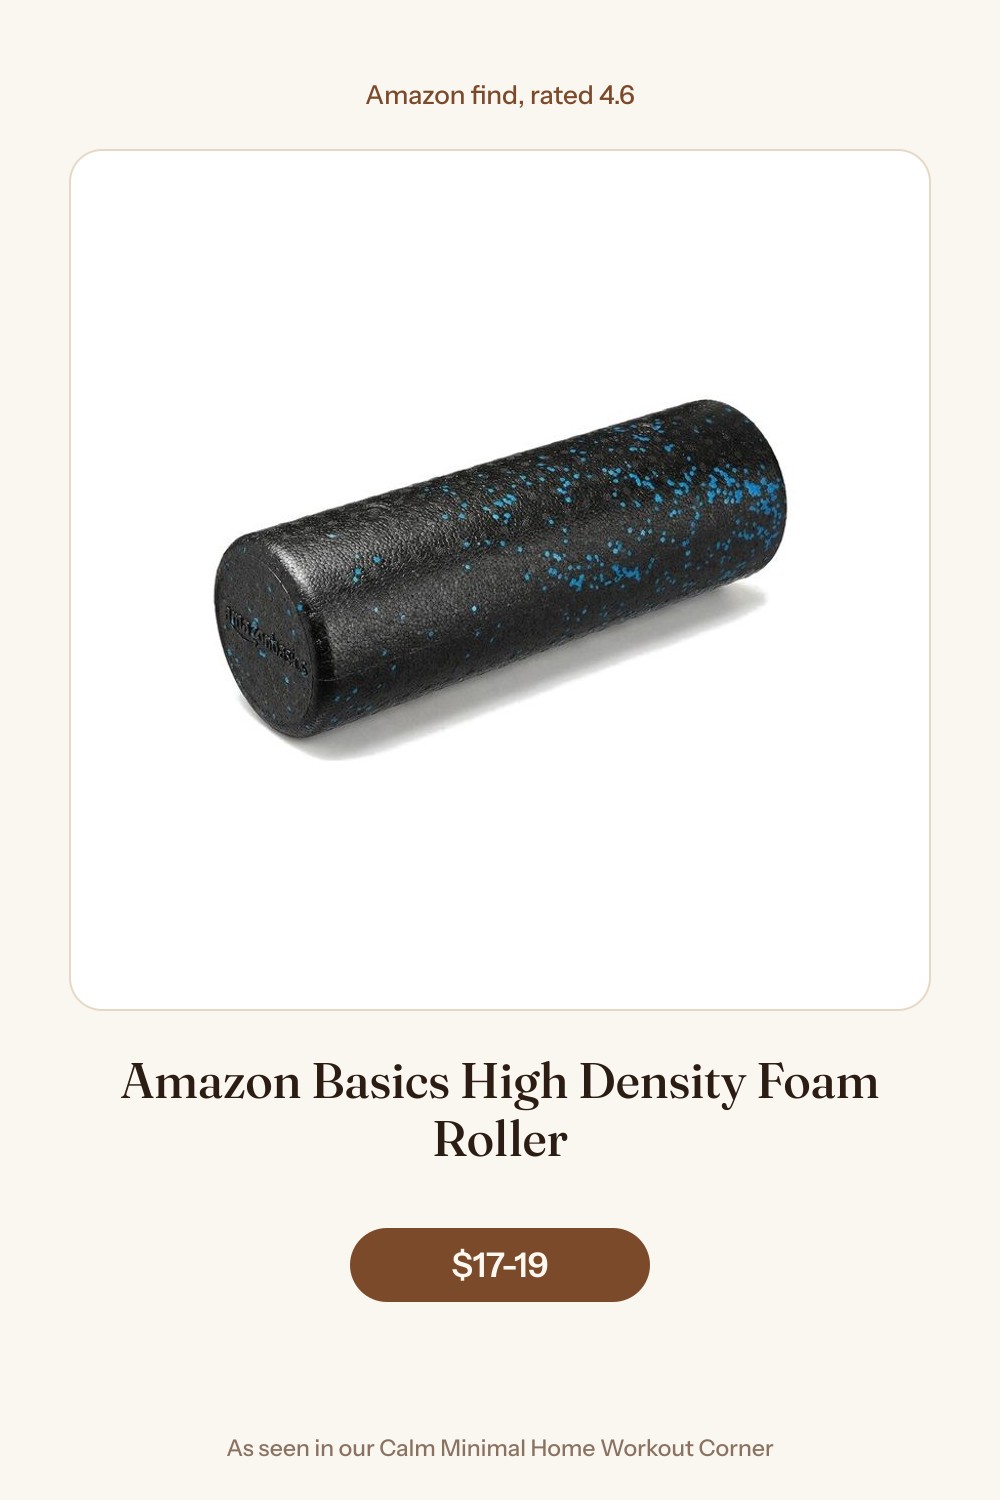 Amazon find, rated 4.6
amazonbasics
Amazon Basics High Density Foam
Roller
$17-19
As seen in our Calm Minimal Home Workout Corner